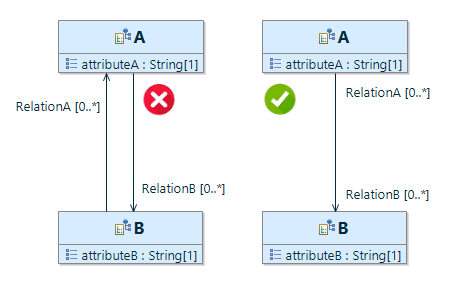 A
attributeA : String[1]
RelationA [0..*]
RelationB [0..*]
B
attributeB : String[1]
A
attributeA : String[1]
RelationA [0..*]
RelationB [0..*]
B
attributeB : String[1]